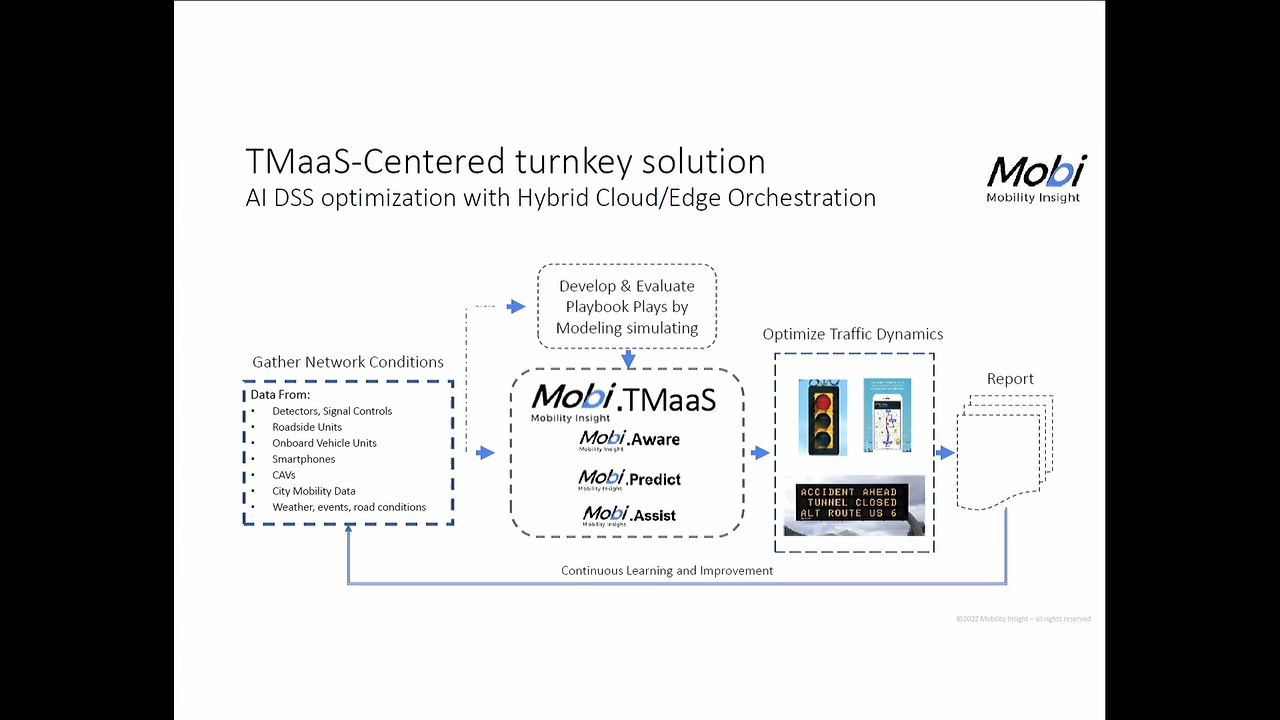 TMaaS-Centered turnkey solution
AI DSS optimization with Hybrid Cloud/Edge Orchestration
Mobi
Mobility Insight
Develop & Evaluate
Playbook Plays by
Modeling simulating
Gather Network Conditions
Data From:
• Detectors, Signal Controls
• Roadside Units
• Onboard Vehicle Units
• Smartphones
• CAVs
• City Mobility Data
• Weather, events, road conditions
Mobi.TMaaS
Mobility Insight
Mobi.Aware
Mobility Insight
Mobi.Predict
Mobility Insight
Mobi.Assist
Mobility Insight
Optimize Traffic Dynamics
ACCIDENT AHEAD
TUNNEL CLOSED
ALT ROUTE US 6
Report
Continuous Learning and Improvement
©2022 Mobility Insight – all rights reserved